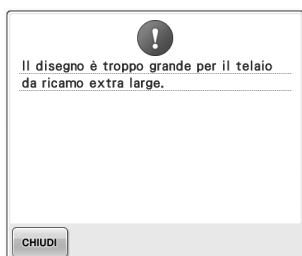 Il disegno è troppo grande per il telaio
da ricamo extra large.
CHIUDI